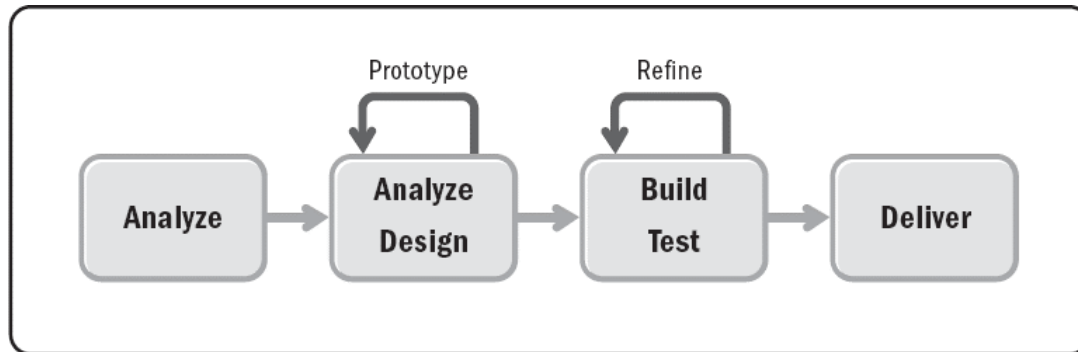 Prototype
Refine
Analyze
Analyze
Design
Build
Test
Deliver